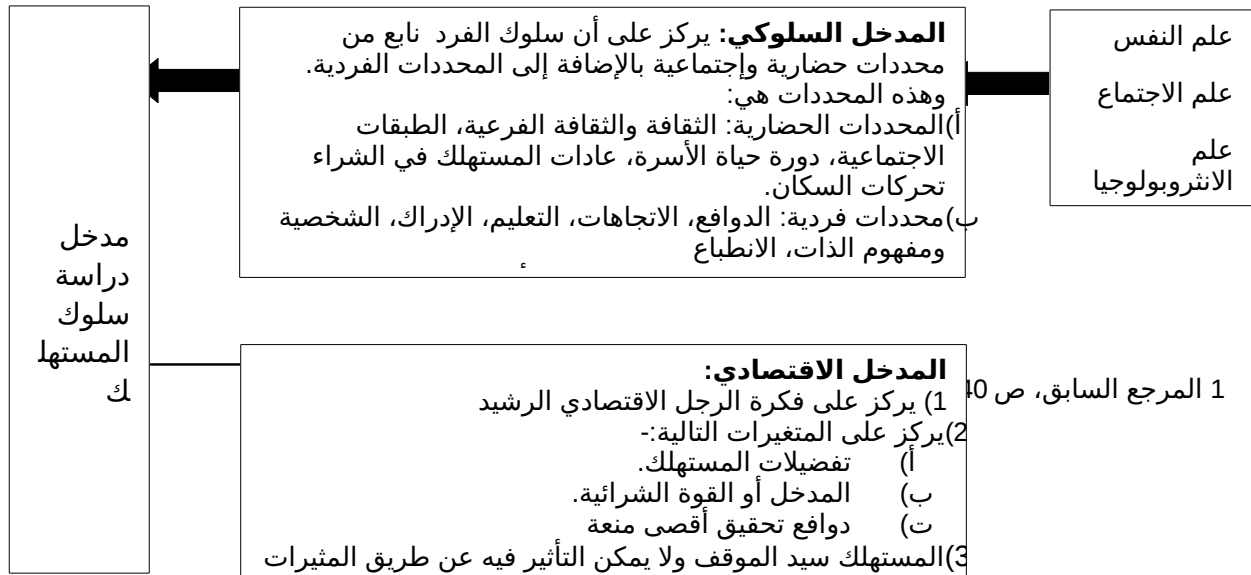 علم النفس
علم الاجتماع
علم
الانثروبولوجيا
المدخل السلوكي: يركز على أن سلوك الفرد نابع من
محددات حضارية وإجتماعية بالإضافة إلى المحددات الفردية.
وهذه المحددات هي:
أ)المحددات الحضارية: الثقافة والثقافة الفرعية، الطبقات
الاجتماعية، دورة حياة الأسرة، عادات المستهلك في الشراء
تحركات السكان.
ب)محددات فردية: الدوافع، الاتجاهات، التعليم، الإدراك، الشخصية
ومفهوم الذات، الانطباع
مدخل
دراسة
سلوك
المستهل
ك
المدخل الاقتصادي:
1) يركز على فكرة الرجل الاقتصادي الرشيد
2)يركز على المتغيرات التالية:-
أ) تفضيلات المستهلك.
ب) المدخل أو القوة الشرائية.
ت) دوافع تحقيق أقصى منعة
3)المستهلك سيد الموقف ولا يمكن التأثير فيه عن طريق المثيرات
1 المرجع السابق، ص 40